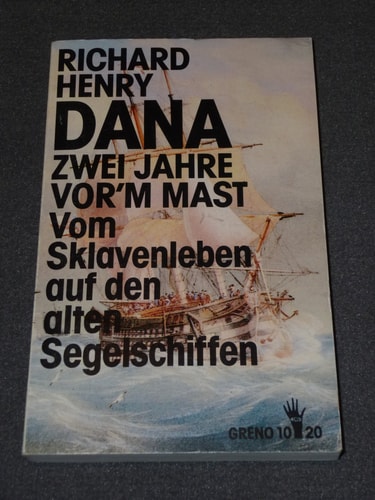 RICHARD
HENRY
DANA
ZWEI JAHRE
VOR'M MAST
Vom
Sklavenleben
auf den
alten
Segelschiffen
GRENO 10 20